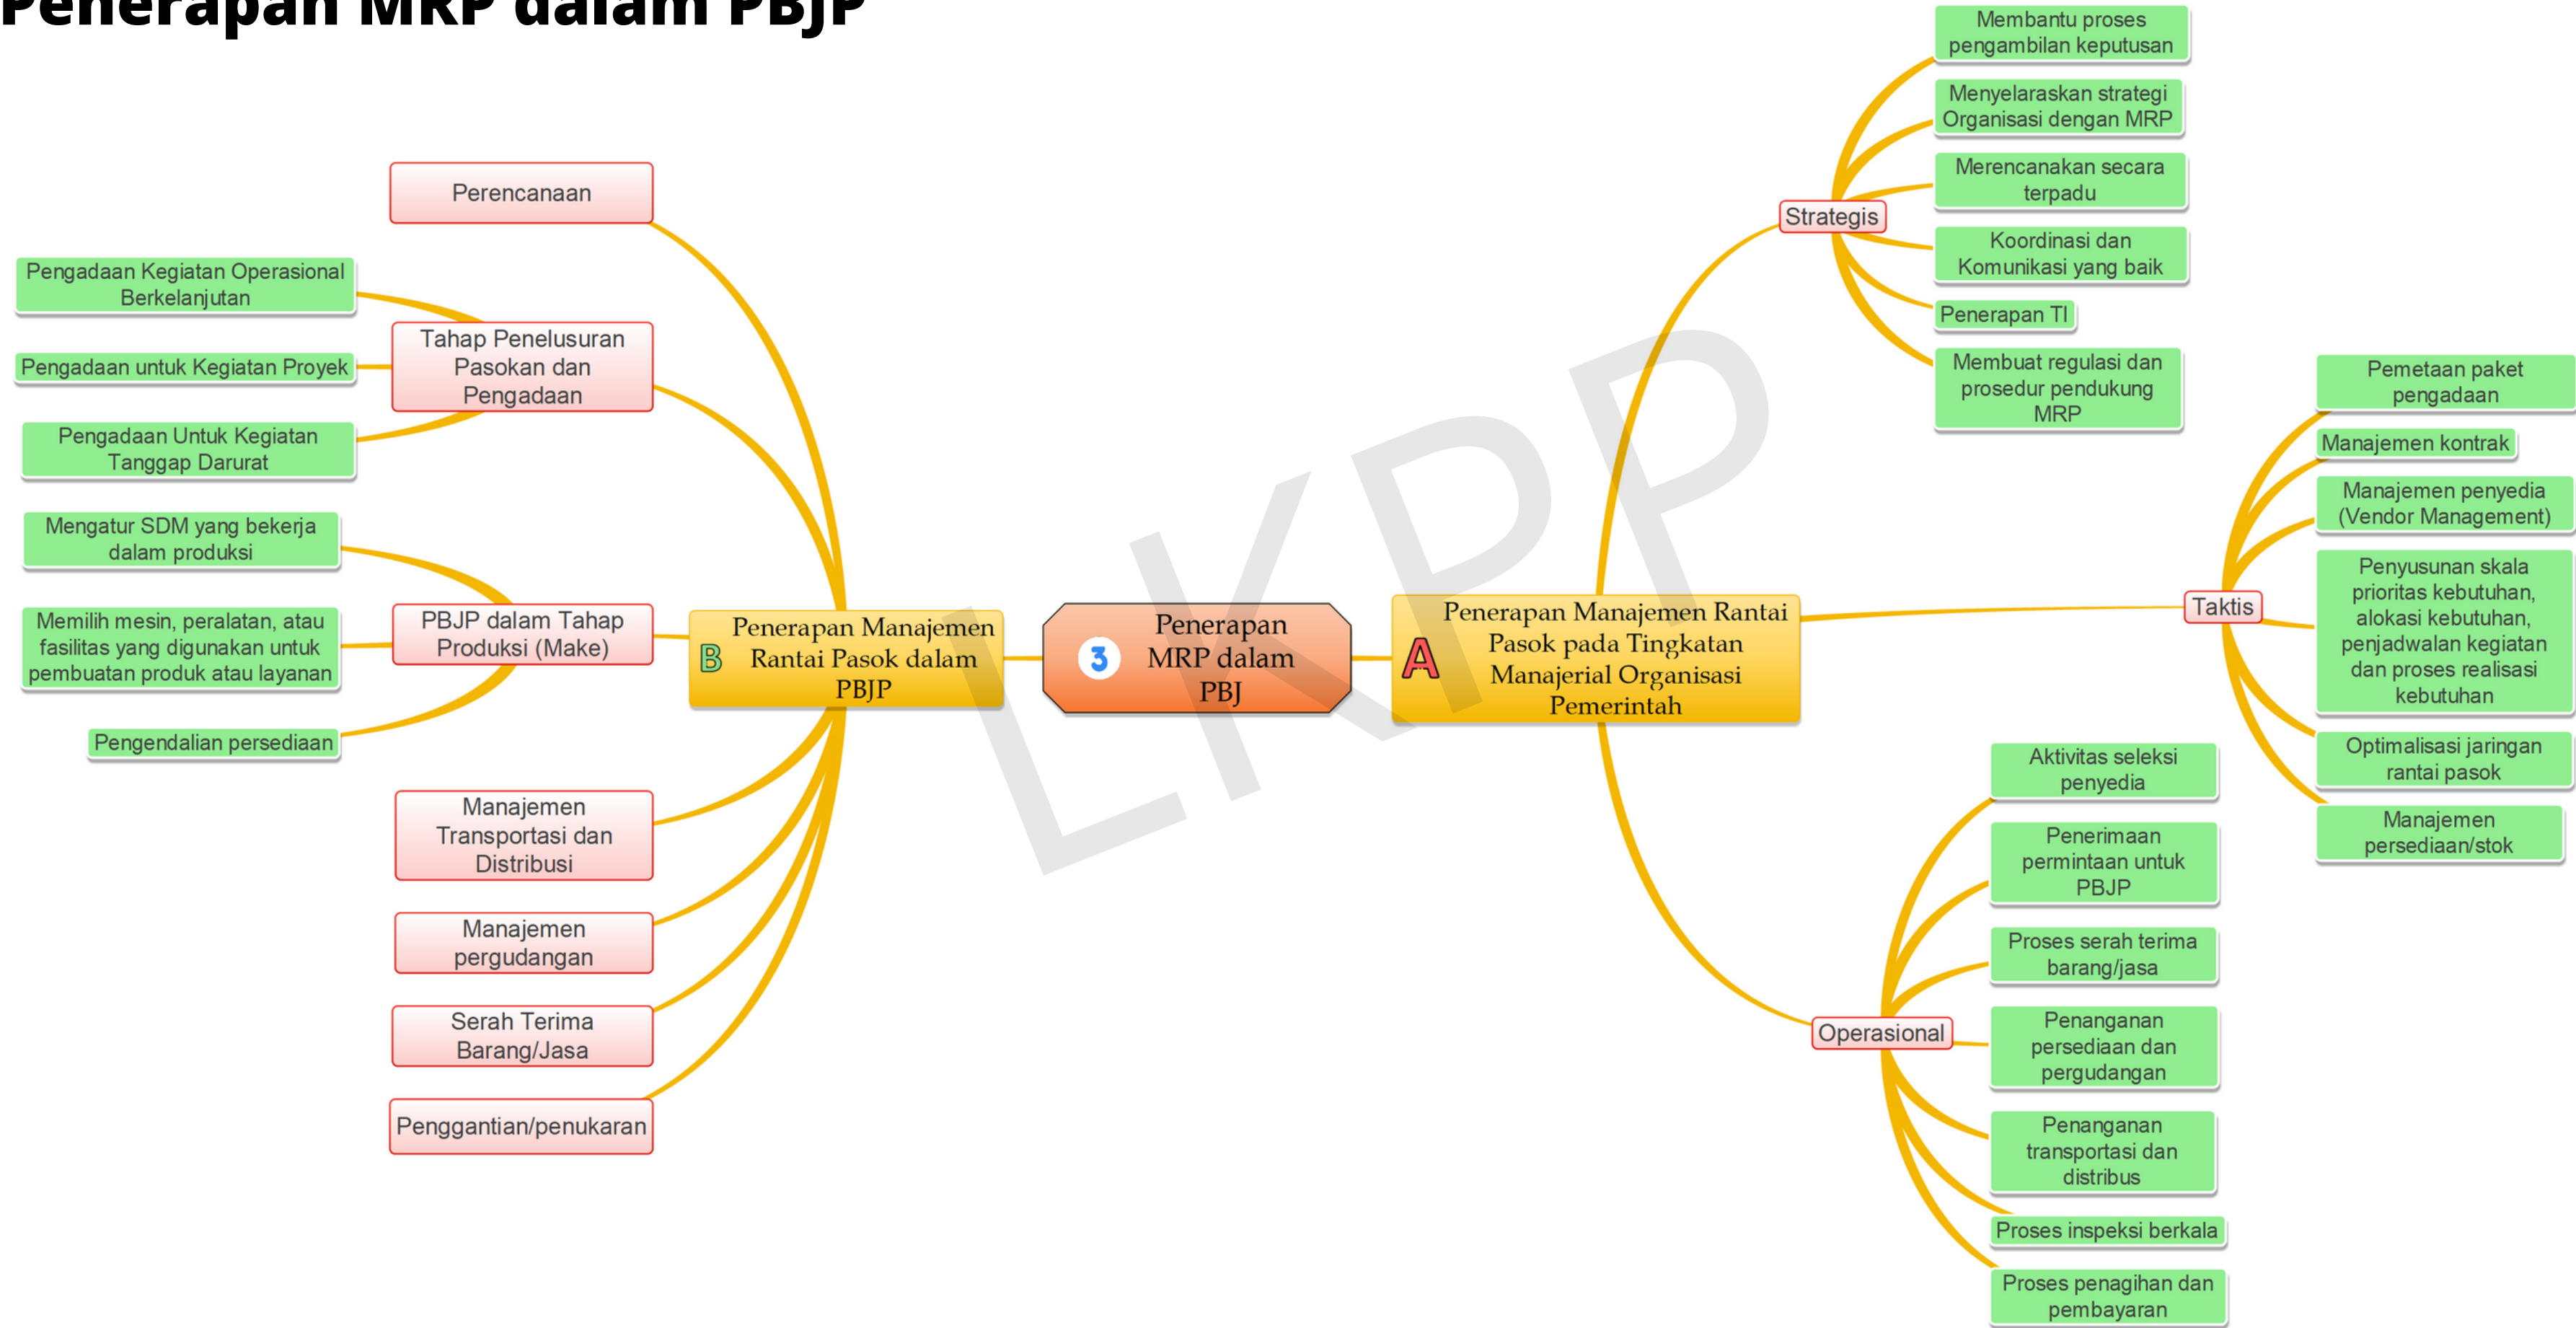 Penerapan MRP dalam PBJP
Perencanaan
Pengadaan Kegiatan Operasional
Berkelanjutan
Pengadaan untuk Kegiatan Proyek
Pengadaan Untuk Kegiatan
Tanggap Darurat
Tahap Penelusuran
Pasokan dan
Pengadaan
Mengatur SDM yang bekerja
dalam produksi
Memilih mesin, peralatan, atau
fasilitas yang digunakan untuk
pembuatan produk atau layanan
Pengendalian persediaan
PBJP dalam Tahap
Produksi (Make)
Manajemen
Transportasi dan
Distribusi
Manajemen
pergudangan
Serah Terima
Barang/Jasa
Penggantian/penukaran
B
Penerapan Manajemen
Rantai Pasok dalam
PBJP
3
Penerapan
MRP dalam
PBJ
A
Penerapan Manajemen Rantai
Pasok pada Tingkatan
Manajerial Organisasi
Pemerintah
Strategis
Membantu proses
pengambilan keputusan
Menyelaraskan strategi
Organisasi dengan MRP
Merencanakan secara
terpadu
Koordinasi dan
Komunikasi yang baik
Penerapan TI
Membuat regulasi dan
prosedur pendukung
MRP
Taktis
Pemetaan paket
pengadaan
Manajemen kontrak
Manajemen penyedia
(Vendor Management)
Penyusunan skala
prioritas kebutuhan,
alokasi kebutuhan,
penjadwalan kegiatan
dan proses realisasi
kebutuhan
Optimalisasi jaringan
rantai pasok
Manajemen
persediaan/stok
Operasional
Aktivitas seleksi
penyedia
Penerimaan
permintaan untuk
PBJP
Proses serah terima
barang/jasa
Penanganan
persediaan dan
pergudangan
Penanganan
transportasi dan
distribus
Proses inspeksi berkala
Proses penagihan dan
pembayaran
LKPP